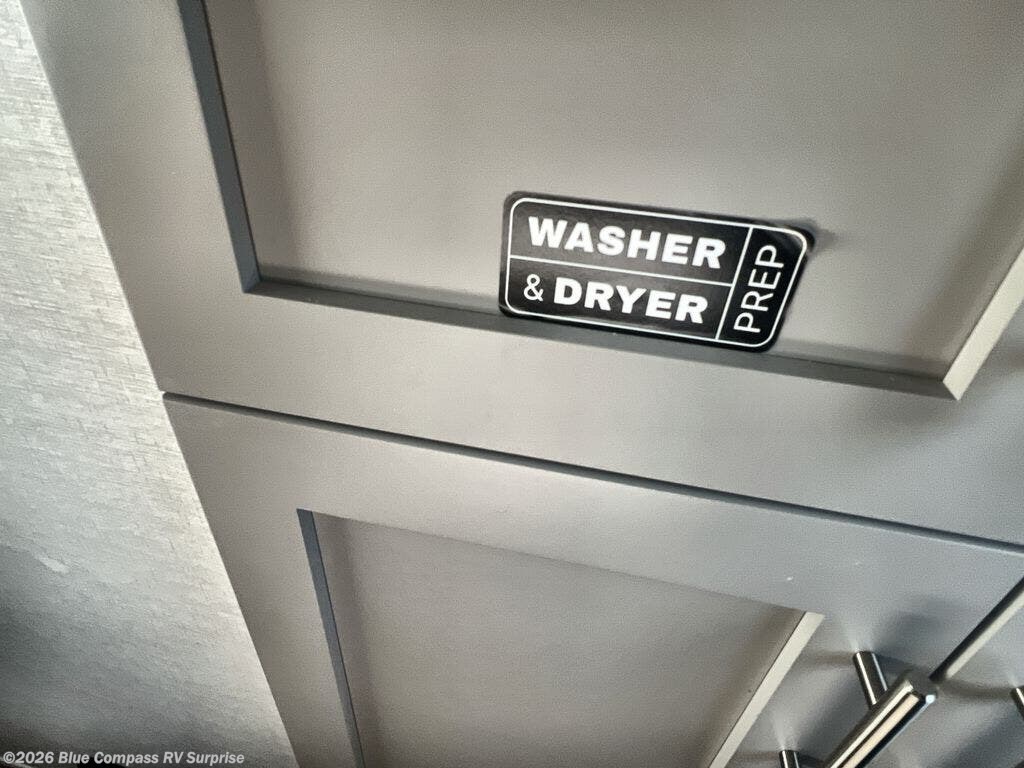 WASHER
& DRYER
PREP
©2026 Blue Compass RV Surprise